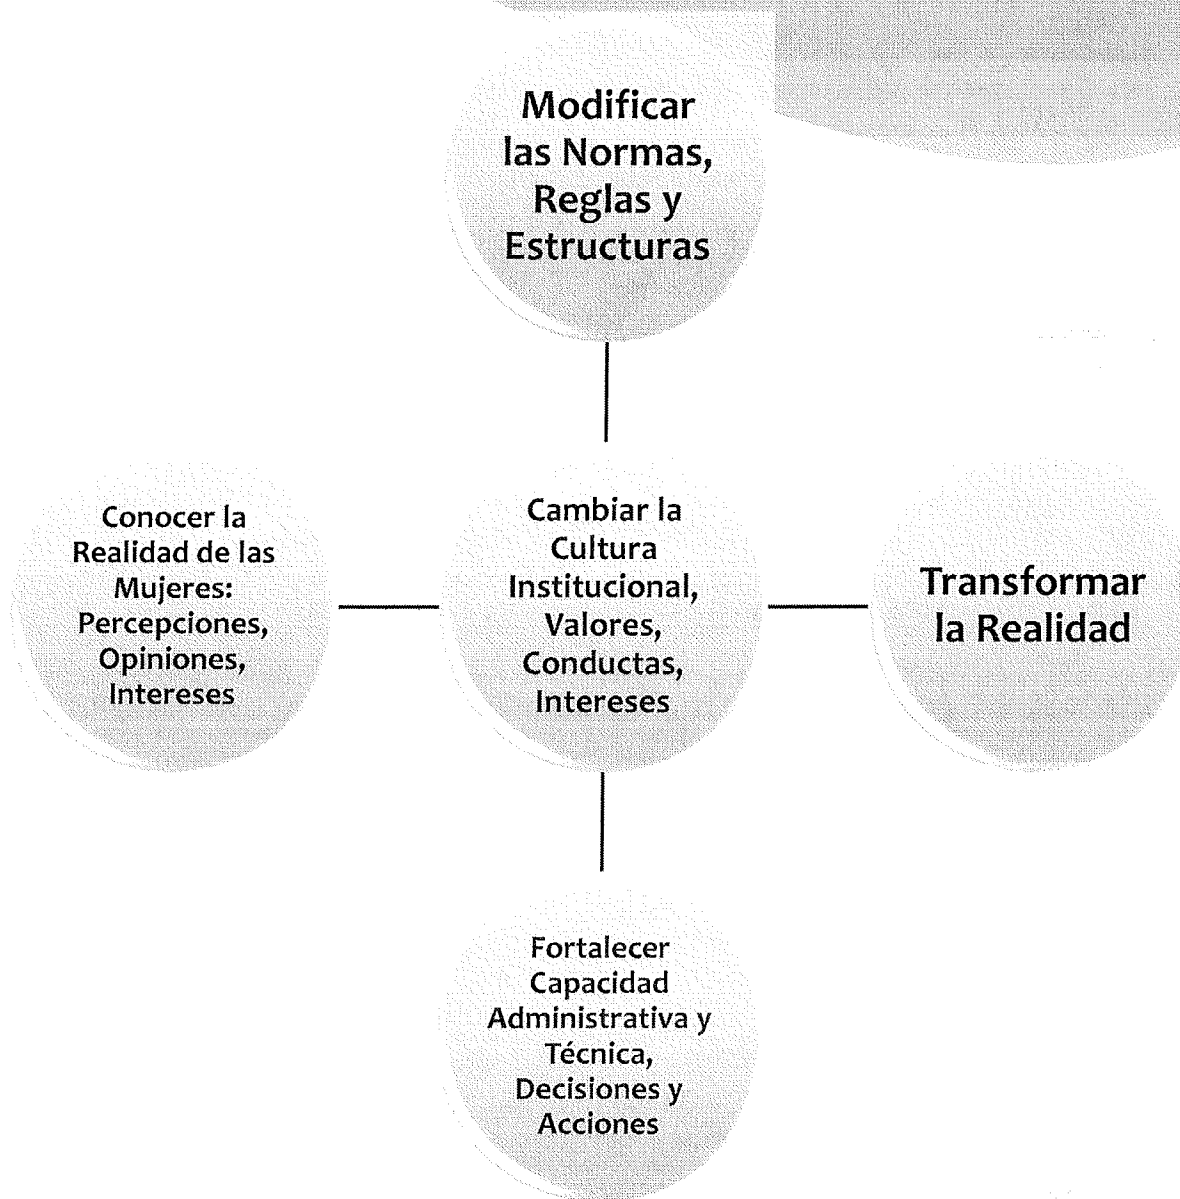 Modificar
las Normas,
Reglas y
Estructuras
Conocer la
Realidad de las
Mujeres:
Percepciones,
Opiniones,
Intereses
Cambiar la
Cultura
Institucional,
Valores,
Conductas,
Intereses
Transformar
la Realidad
Fortalecer
Capacidad
Administrativa y
Técnica,
Decisiones y
Acciones